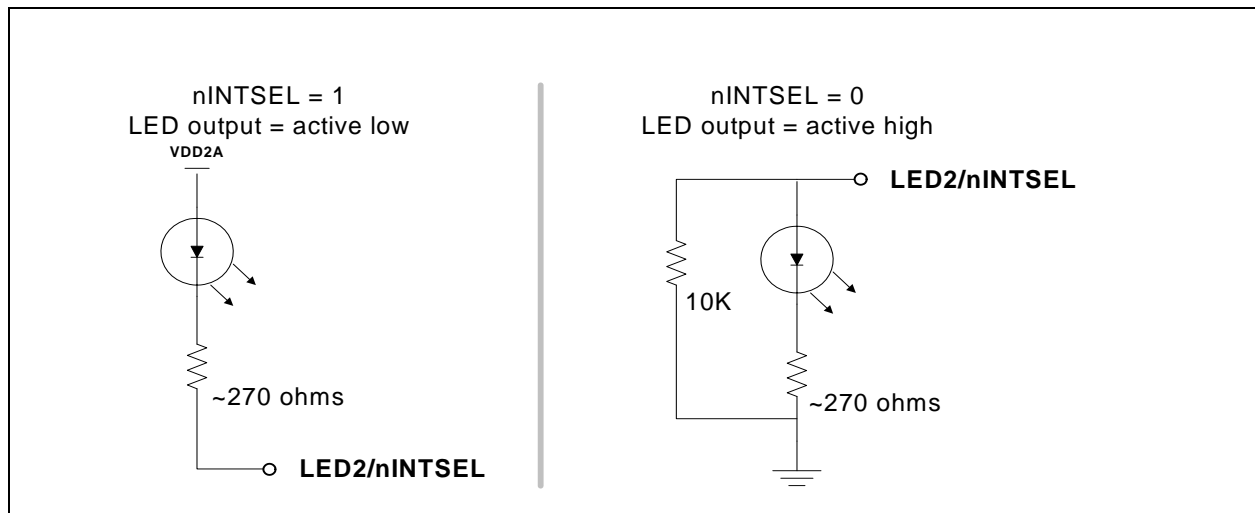 nINTSEL = 1
LED output = active low
VDD2A
~270 ohms
LED2/nINTSEL
nINTSEL = 0
LED output = active high
LED2/nINTSEL
10K
~270 ohms